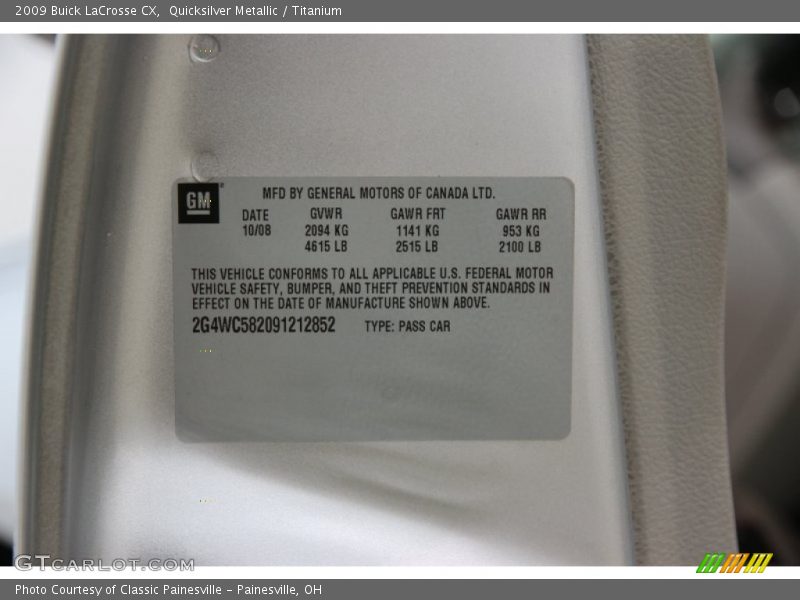 2009 Buick LaCrosse CX, Quicksilver Metallic / Titanium
GM
MFD BY GENERAL MOTORS OF CANADA LTD.
DATE GVWR GAWR FRT GAWR RR
10/08 2094 KG 1141 KG 953 KG
4615 LB 2515 LB 2100 LB
THIS VEHICLE CONFORMS TO ALL APPLICABLE U.S. FEDERAL MOTOR
VEHICLE SAFETY, BUMPER, AND THEFT PREVENTION STANDARDS IN
EFFECT ON THE DATE OF MANUFACTURE SHOWN ABOVE.
2G4WC582091212852 TYPE: PASS CAR
GTCARLOT.COM
Photo Courtesy of Classic Painesville - Painesville, OH